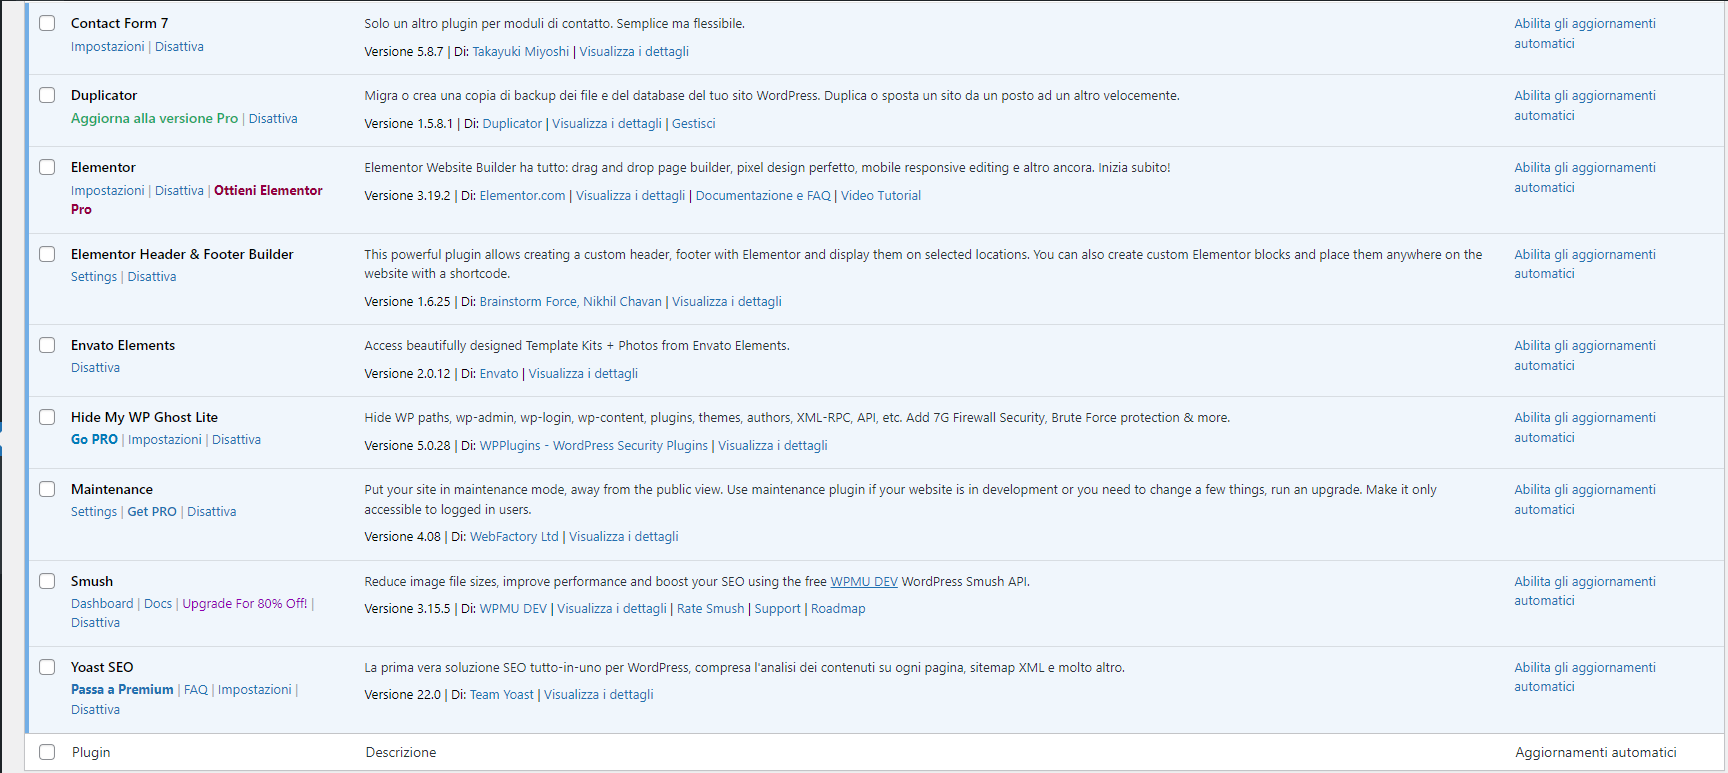 Contact Form 7
Impostazioni | Disattiva
Solo un altro plugin per moduli di contatto. Semplice ma flessibile.
Versione 5.8.7 | Di: Takayuki Miyoshi | Visualizza i dettagli
Abilita gli aggiornamenti
automatici
Duplicator
Aggiorna alla versione Pro | Disattiva
Migra o crea una copia di backup dei file e del database del tuo sito WordPress. Duplica o sposta un sito da un posto ad un altro velocemente.
Versione 1.5.8.1 | Di: Duplicator | Visualizza i dettagli | Gestisci
Abilita gli aggiornamenti
automatici
Elementor
Impostazioni | Disattiva | Ottieni Elementor
Pro
Elementor Website Builder ha tutto: drag and drop page builder, pixel design perfetto, mobile responsive editing e altro ancora. Inizia subito!
Versione 3.19.2 | Di: Elementor.com | Visualizza i dettagli | Documentazione e FAQ | Video Tutorial
Abilita gli aggiornamenti
automatici
Elementor Header & Footer Builder
Settings | Disattiva
This powerful plugin allows creating a custom header, footer with Elementor and display them on selected locations. You can also create custom Elementor blocks and place them anywhere on the
website with a shortcode.
Versione 1.6.25 | Di: Brainstorm Force, Nikhil Chavan | Visualizza i dettagli
Abilita gli aggiornamenti
automatici
Envato Elements
Disattiva
Access beautifully designed Template Kits + Photos from Envato Elements.
Versione 2.0.12 | Di: Envato | Visualizza i dettagli
Abilita gli aggiornamenti
automatici
Hide My WP Ghost Lite
Go PRO | Impostazioni | Disattiva
Hide WP paths, wp-admin, wp-login, wp-content, plugins, themes, authors, XML-RPC, API, etc. Add 7G Firewall Security, Brute Force protection & more.
Versione 5.0.28 | Di: WPPlugins - WordPress Security Plugins | Visualizza i dettagli
Abilita gli aggiornamenti
automatici
Maintenance
Settings | Get PRO | Disattiva
Put your site in maintenance mode, away from the public view. Use maintenance plugin if your website is in development or you need to change a few things, run an upgrade. Make it only
accessible to logged in users.
Versione 4.08 | Di: WebFactory Ltd | Visualizza i dettagli
Abilita gli aggiornamenti
automatici
Smush
Dashboard | Docs | Upgrade For 80% Off! |
Disattiva
Reduce image file sizes, improve performance and boost your SEO using the free WPMU DEV WordPress Smush API.
Versione 3.15.5 | Di: WPMU DEV | Visualizza i dettagli | Rate Smush | Support | Roadmap
Abilita gli aggiornamenti
automatici
Yoast SEO
Passa a Premium | FAQ | Impostazioni |
Disattiva
La prima vera soluzione SEO tutto-in-uno per WordPress, compresa l'analisi dei contenuti su ogni pagina, sitemap XML e molto altro.
Versione 22.0 | Di: Team Yoast | Visualizza i dettagli
Abilita gli aggiornamenti
automatici
Plugin
Descrizione
Aggiornamenti automatici